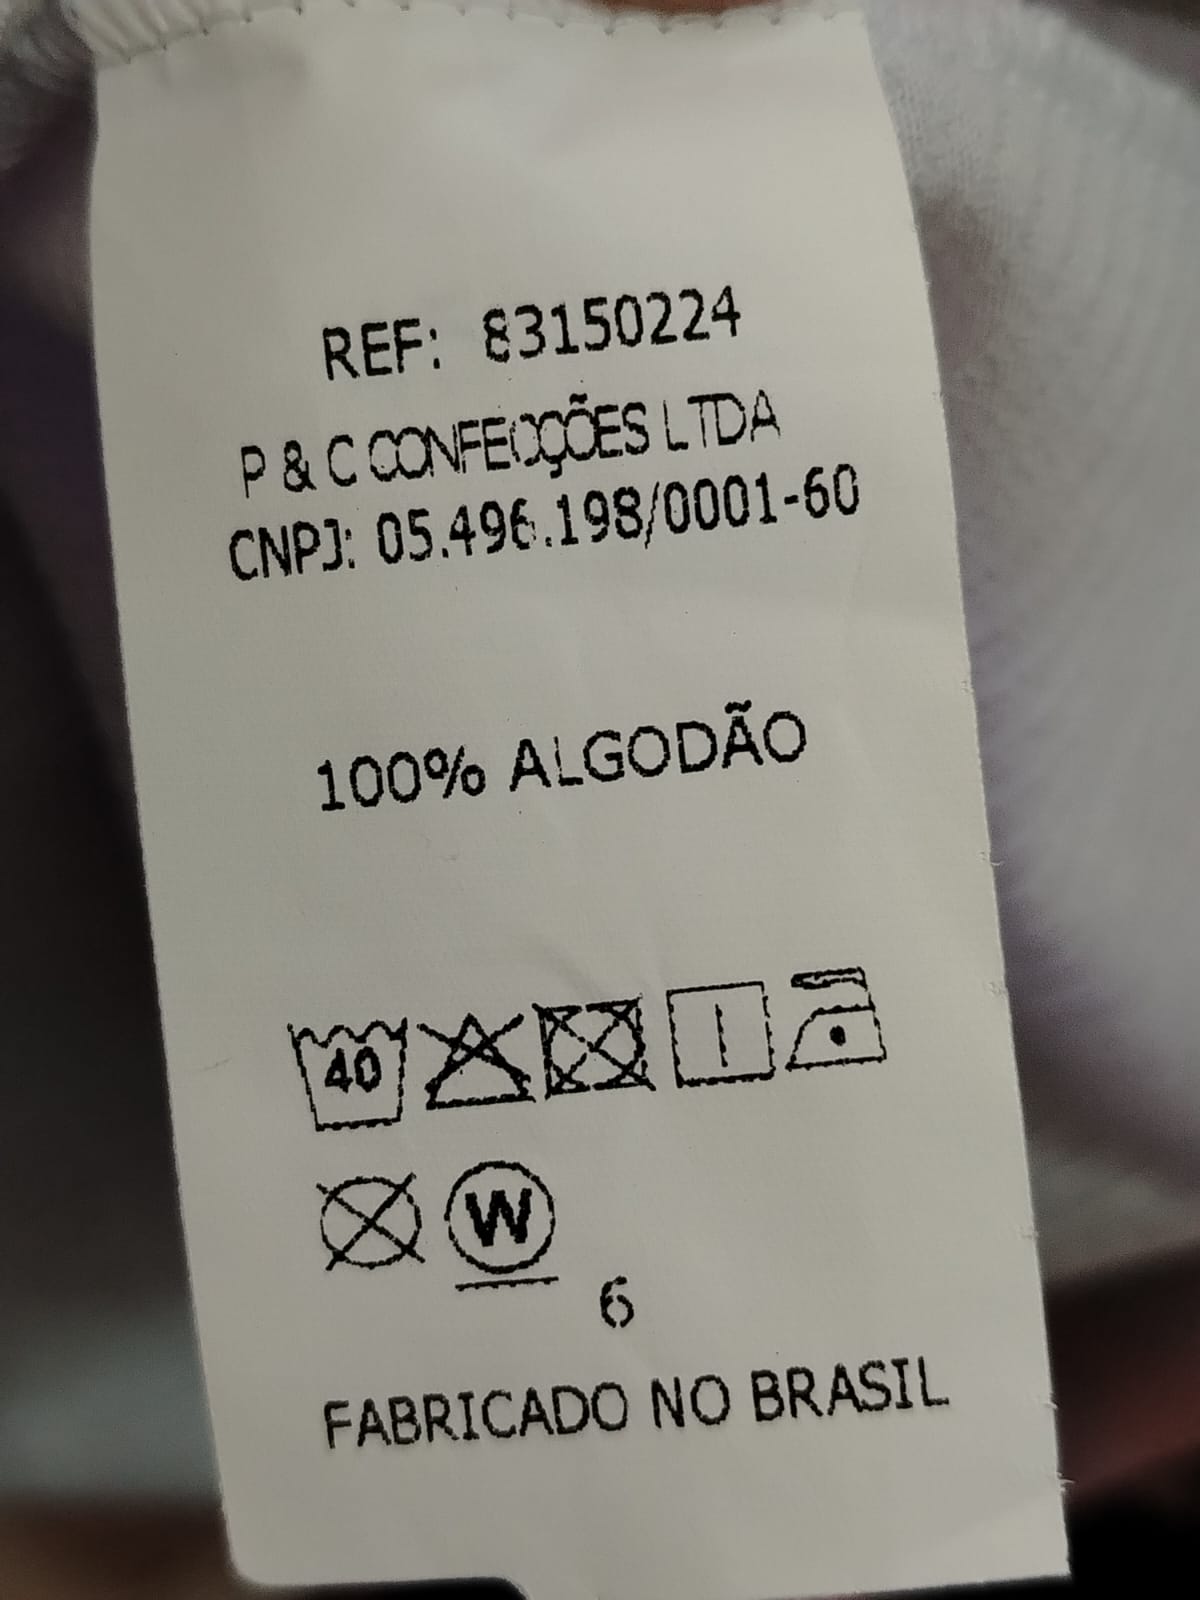 REF: 83150224
P & C CONFECÇÕES LTDA
CNPJ: 05.496.198/0001-60
100% ALGODÃO
40
W
6
FABRICADO NO BRASIL